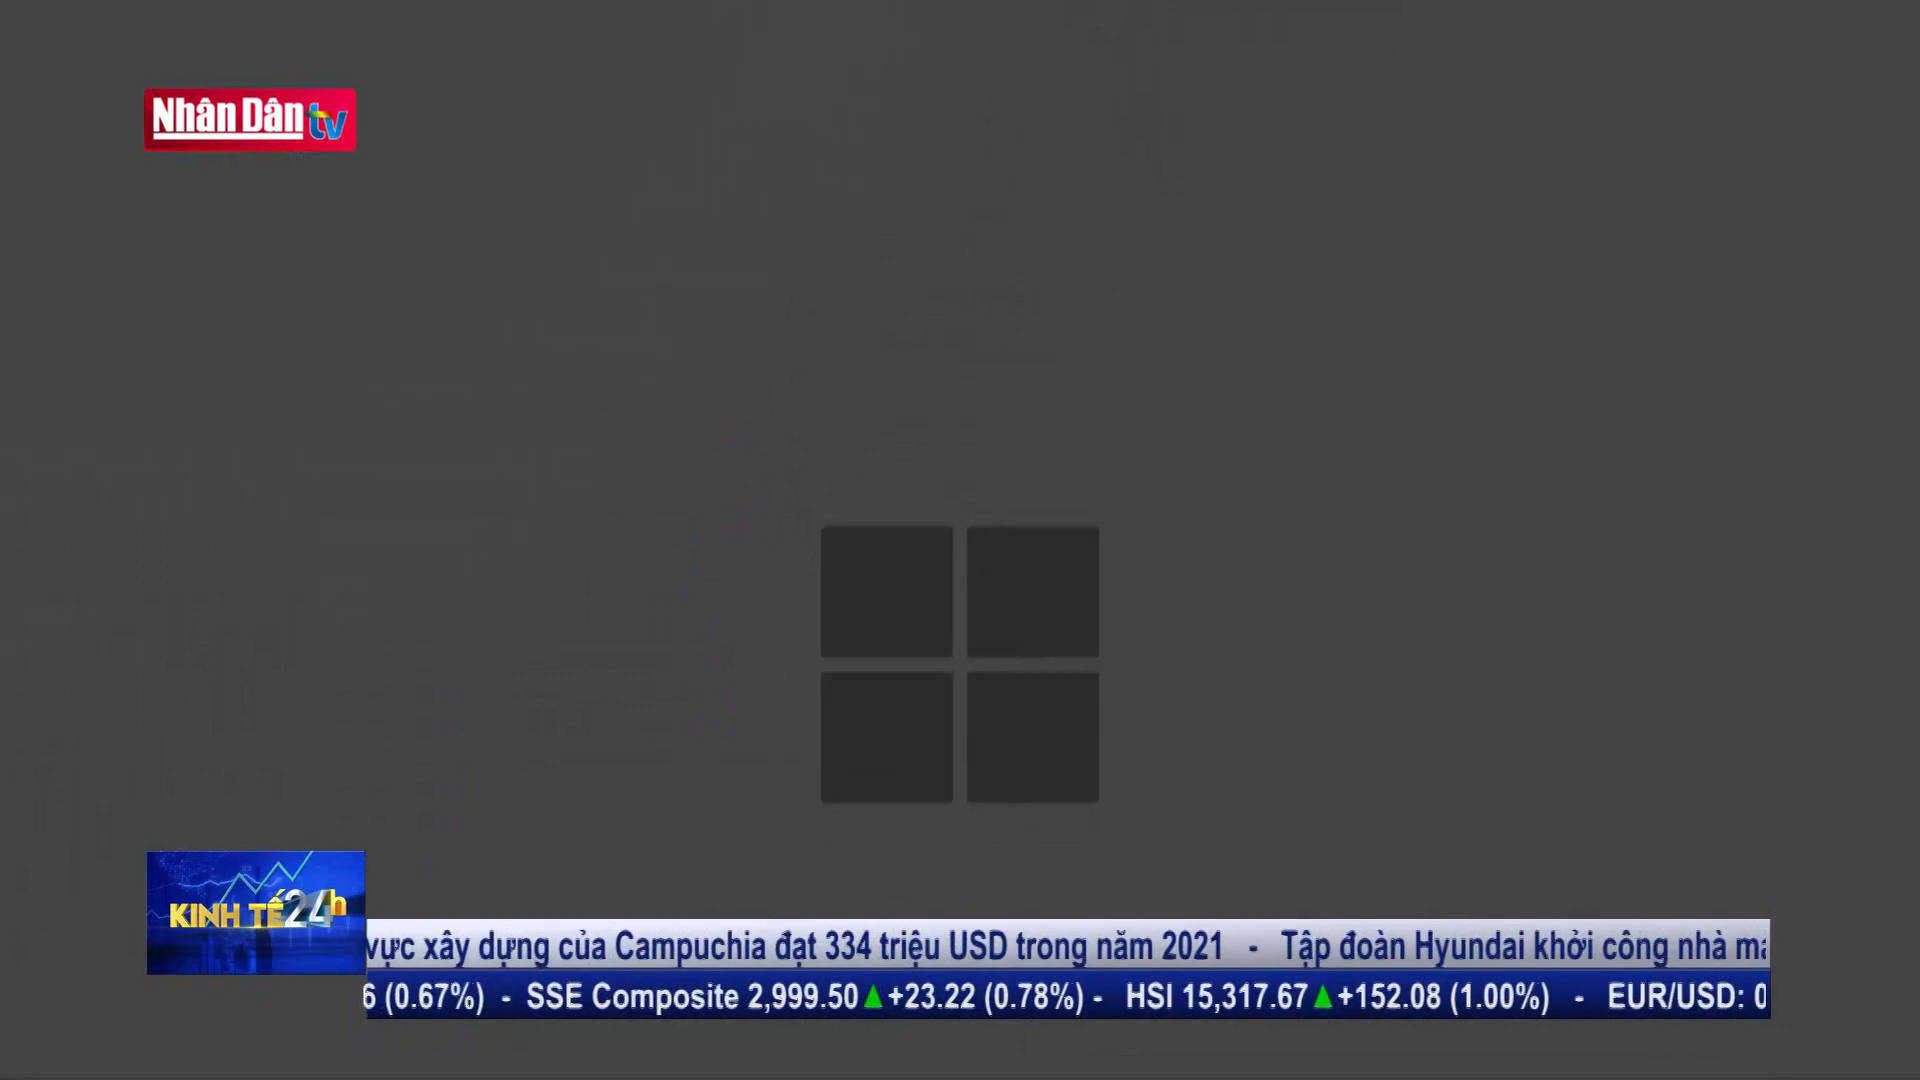 Nhân Dân tv
KINH TẾ 24h
vực xây dựng của Campuchia đạt 334 triệu USD trong năm 2021 - Tập đoàn Hyundai khởi công nhà
6 (0.67%) - SSE Composite 2,999.50▲+23.22 (0.78%) - HSI 15,317.67▲+152.08 (1.00%) - EUR/USD: 0